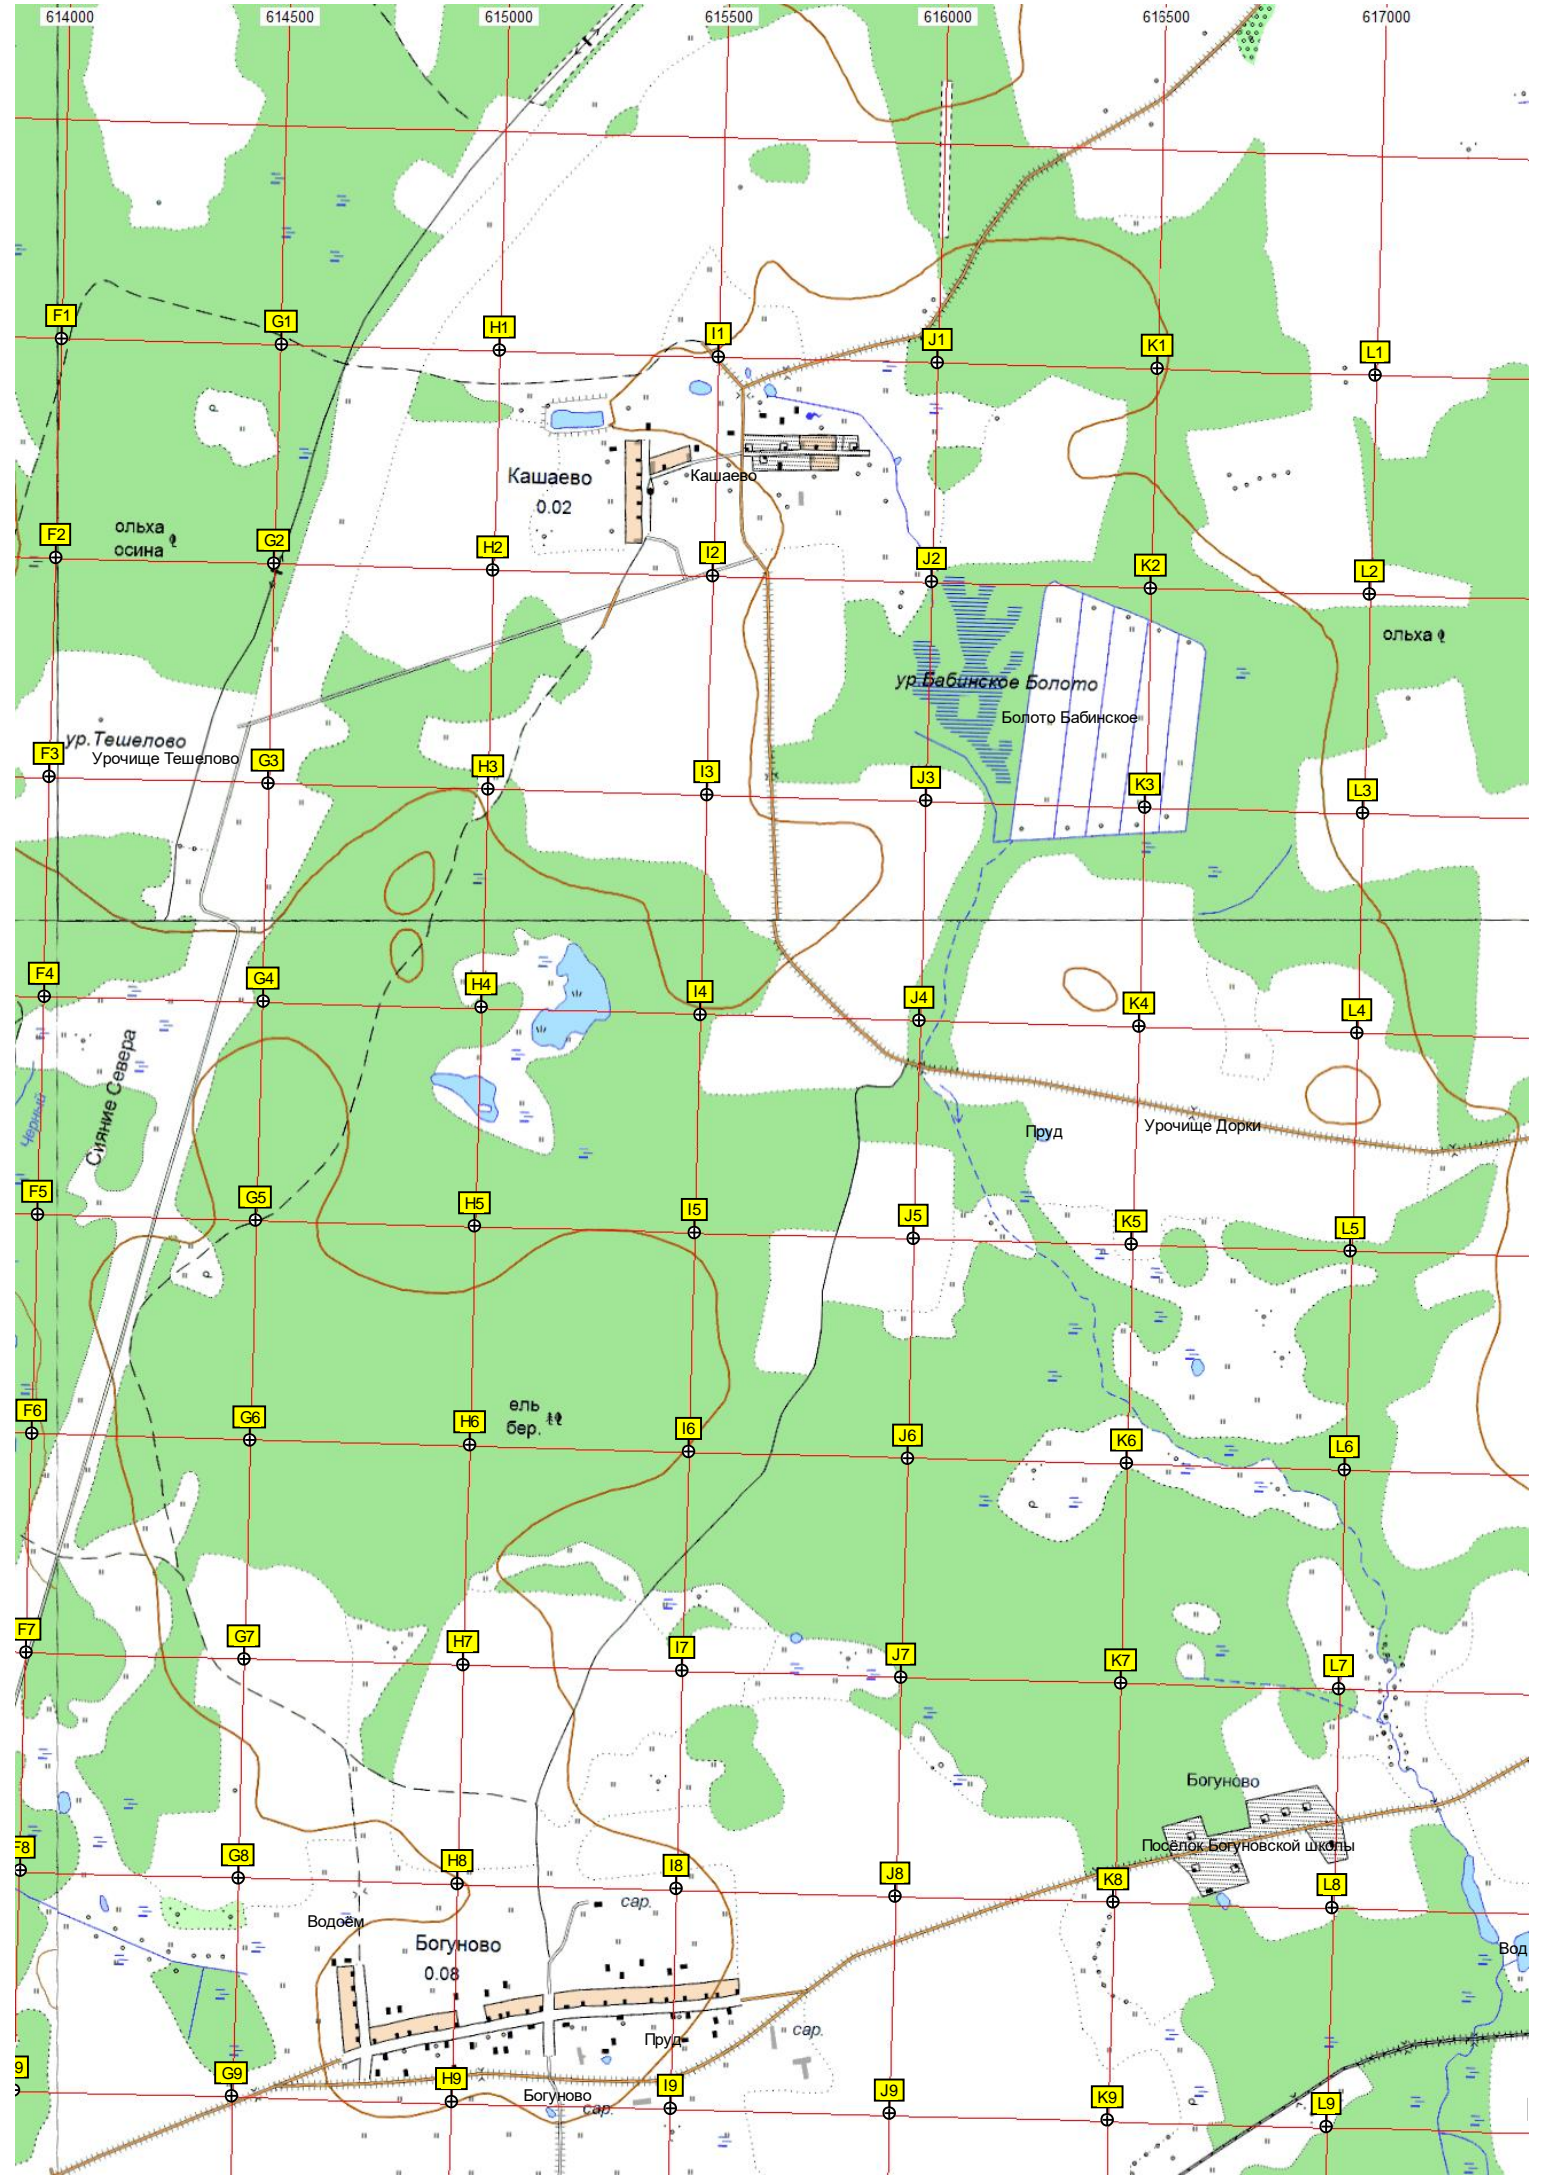 614000 614500 615000 615500 616000 616500 617000
F1 G1 H1 I1 J1 K1 L1
р
Кашаево
0.02
Кашаево
ольха
осина
F2 G2 H2 I2 J2 K2 L2
ольха
ур.Бабинское Болото
Болото Бабинское
ур.Тешелово
Урочище Тешелово
F3 G3 H3 I3 J3 K3 L3
F4 G4 H4 I4 J4 K4 L4
Сияние Севера
Черный
Пруд
Урочище Дорки
F5 G5 H5 I5 J5 K5 L5
р
ель
бер.
F6 G6 H6 I6 J6 K6 L6
р
F7 G7 H7 I7 J7 K7 L7
Богуново
Посёлок Богуновской школы
F8 G8 H8 I8 J8 K8 L8
сар.
Водоём
Богуново
0.08
Вод
сар.
Пруд
9 G9 H9 I9 J9 K9 L9
Богуново
сар.
р